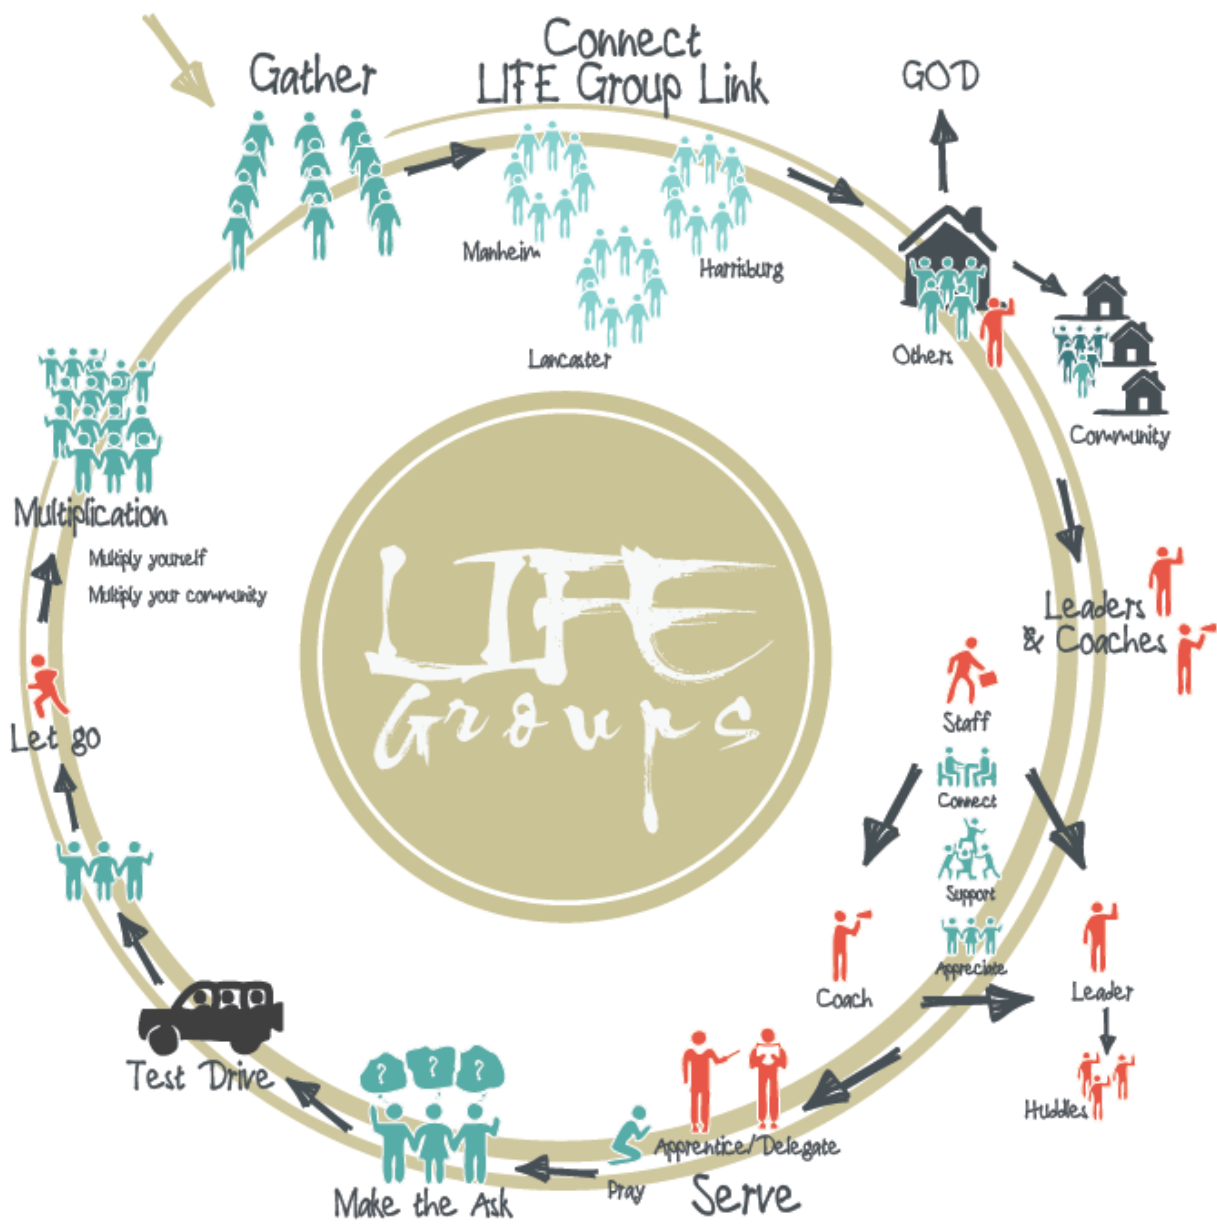 Gather
Connect
LIFE Group Link
GOD
Manheim
Harrisburg
Lancaster
Others
Community
Multiplication
Multiply yourself
Multiply your community
LIFE
Groups
Leaders
& Coaches
Staff
Connect
Support
Appreciate
Coach
Leader
Huddles
Let go
Test Drive
? ? ?
Make the Ask
Pray
Apprentice/Delegate
Serve